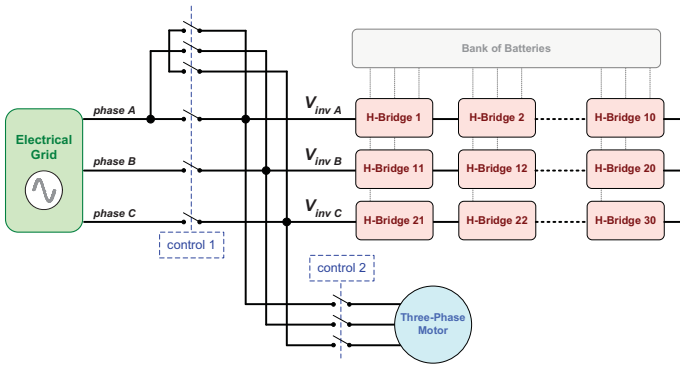 Bank of Batteries
phase A
V inv A
H-Bridge 1
H-Bridge 2
H-Bridge 10
Electrical
Grid
phase B
V inv B
H-Bridge 11
H-Bridge 12
H-Bridge 20
phase C
V inv C
H-Bridge 21
H-Bridge 22
H-Bridge 30
control 1
control 2
Three-Phase
Motor